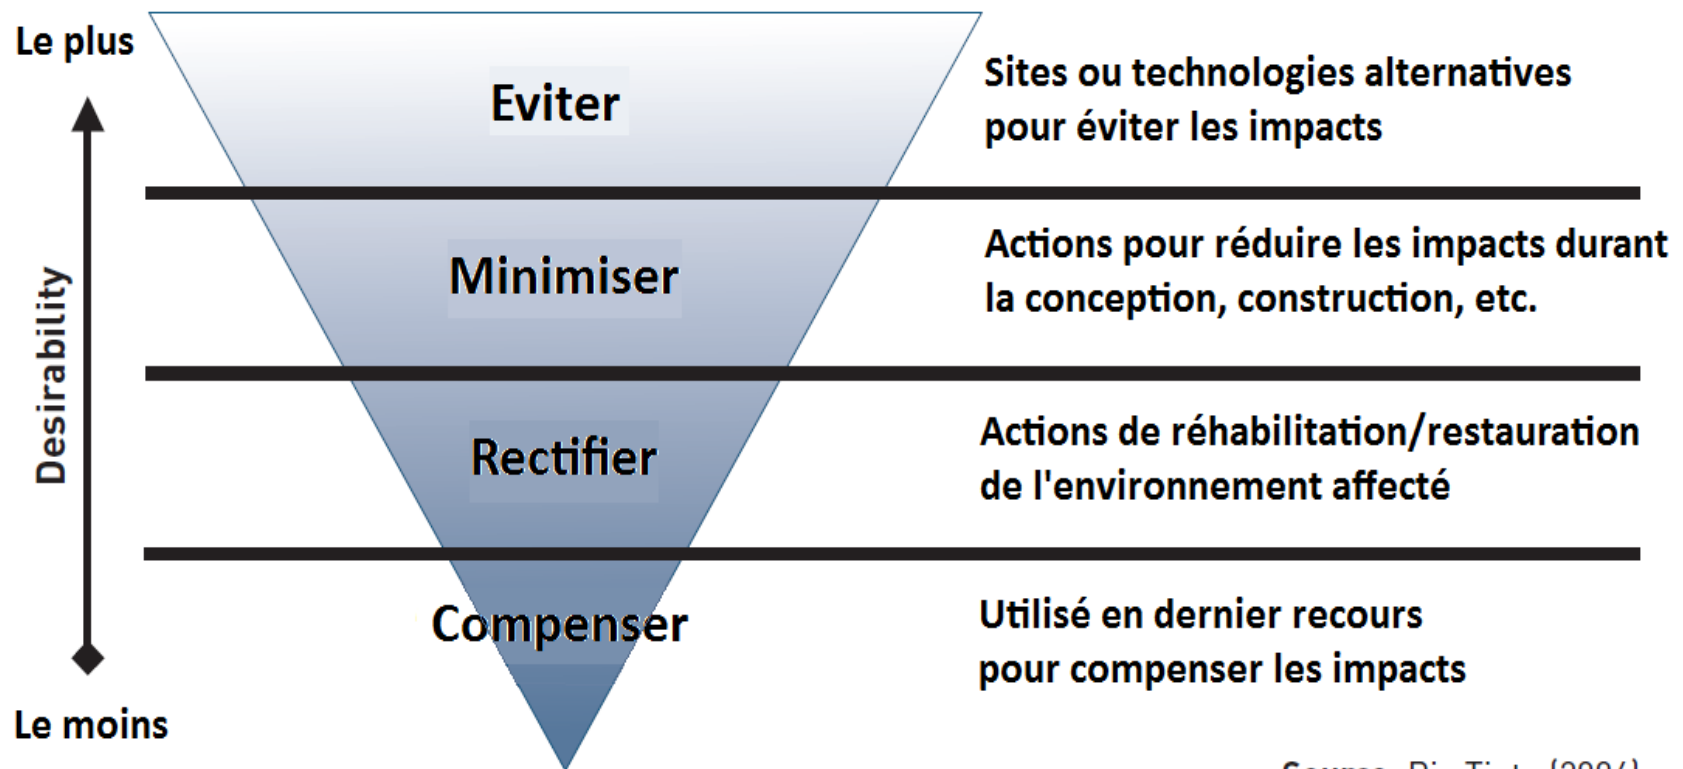 Le plus
Eviter
Sites ou technologies alternatives
pour éviter les impacts
Minimiser
Actions pour réduire les impacts durant
la conception, construction, etc.
Desirability
Rectifier
Actions de réhabilitation/restauration
de l'environnement affecté
Compenser
Utilisé en dernier recours
pour compenser les impacts
Le moins